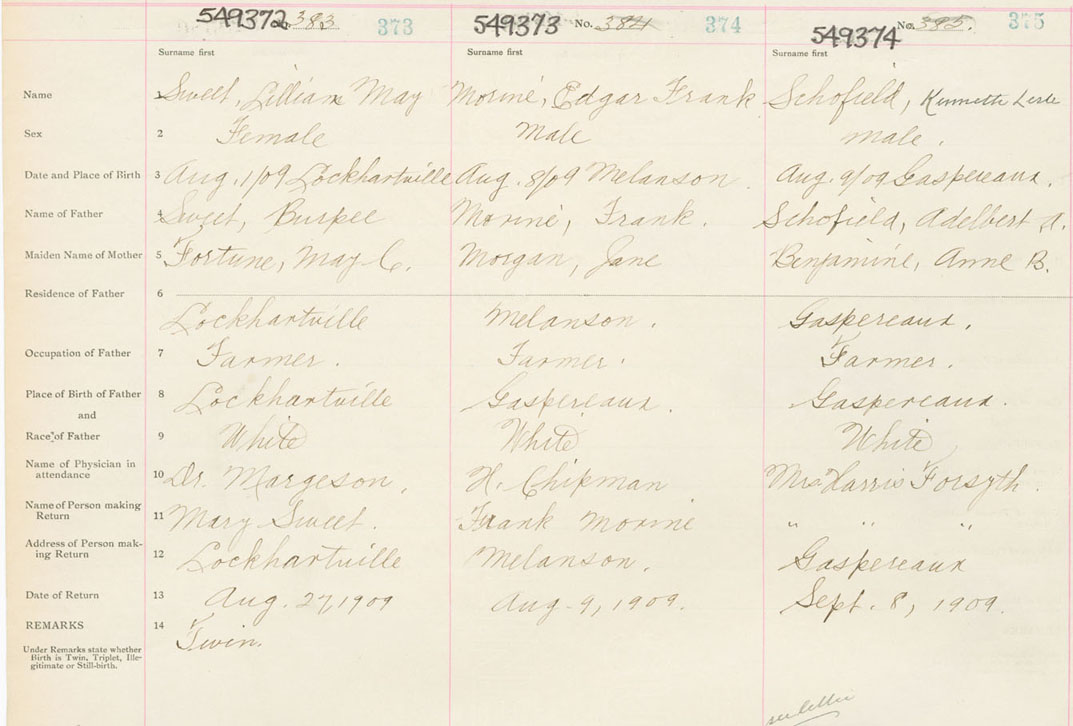 549372 No. 383 373 549373 No. 384 374 549374 No. 385. 375
Surname first Surname first Surname first
Name 1 Sweet, Lilliam May Morine, Edgar Frank Schofield, Kennette Lesle
Sex 2 Female Male male.
Date and Place of Birth 3 Aug. 1/09 Lockhartville Aug. 8/09 Melanson. Aug. 9/09 Gaspereaux.
Name of Father 4 Sweet, Burpee Morine, Frank. Schofield, Adelbert A.
Maiden Name of Mother 5 Fortune, May C. Morgan, Jane Benjamine, Anne B.
Residence of Father 6
Lockhartville Melanson. Gaspereaux.
Occupation of Father 7 Farmer. Farmer. Farmer.
Place of Birth of Father 8 Lockhartville Gaspereaux. Gaspereaux.
and
Race of Father 9 White White White
Name of Physician in
attendance 10 Dr. Margeson. H. Chipman Mrs. Harris Forsyth.
Name of Person making
Return 11 Mary Sweet. Frank Morine " " "
Address of Person mak-
ing Return 12 Lockhartville Melanson. Gaspereaux
Date of Return 13 Aug. 27, 1909 Aug. 9, 1909. Sept. 8, 1909.
REMARKS 14 Twin.
Under Remarks state whether
Birth is Twin, Triplet, Ille-
gitimate or Still-birth.